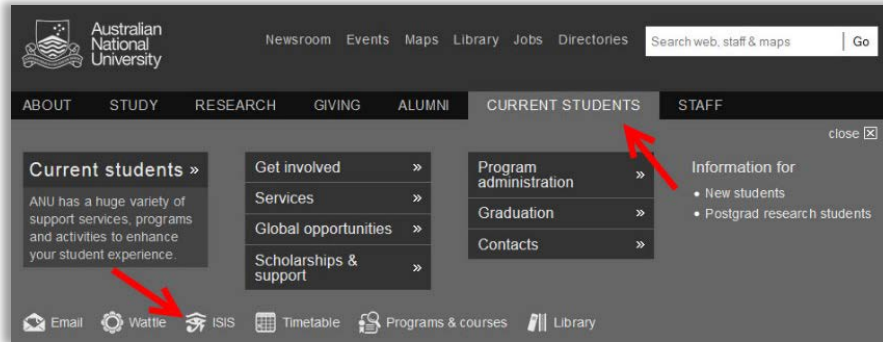 Australian
National
University
Newsroom Events Maps Library Jobs Directories
Search web, staff & maps Go
ABOUT STUDY RESEARCH GIVING ALUMNI CURRENT STUDENTS STAFF
close
Current students »
ANU has a huge variety of
support services, programs
and activities to enhance
your student experience.
Get involved »
Services »
Global opportunities »
Scholarships &
support »
Program
administration »
Graduation »
Contacts »
Information for
• New students
• Postgrad research students
Email Wattle ISIS Timetable Programs & courses Library